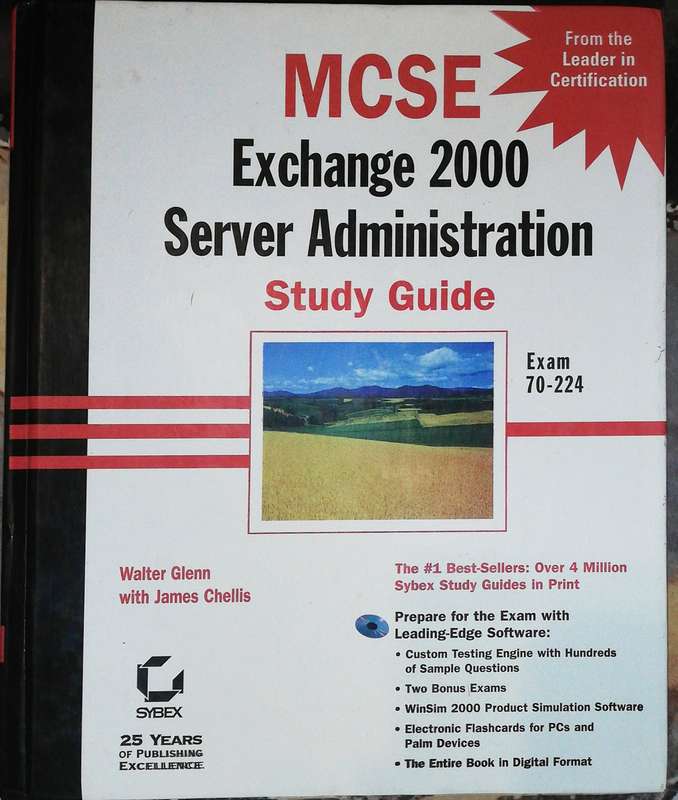 From the
Leader in
Certification
MCSE
Exchange 2000
Server Administration
Study Guide
Exam
70-224
Walter Glenn
with James Chellis
The #1 Best-Sellers: Over 4 Million
Sybex Study Guides in Print
Prepare for the Exam with
Leading-Edge Software:
• Custom Testing Engine with Hundreds
of Sample Questions
• Two Bonus Exams
• WinSim 2000 Product Simulation Software
• Electronic Flashcards for PCs and
Palm Devices
• The Entire Book in Digital Format
SYBEX
25 YEARS
OF PUBLISHING
EXCELLENCE